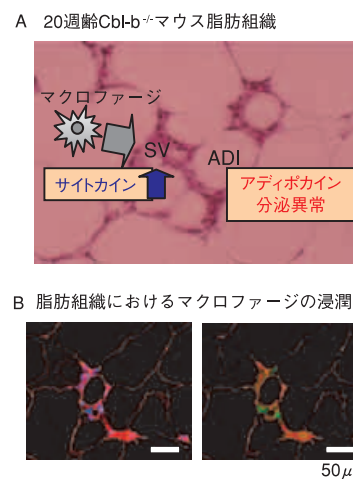 A 20週齢Cbl-b-/-マウス脂肪組織
マクロファージ
SV
ADI
サイトカイン
アディポカイン
分泌異常
B 脂肪組織におけるマクロファージの浸潤
50μ